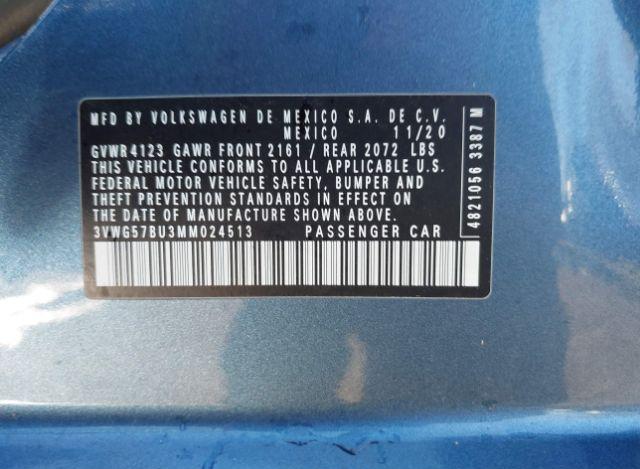 MFD BY VOLKSWAGEN DE MEXICO S.A. DE C.V.
MEXICO 11/20
GVWR 4123 GAWR FRONT 2161 / REAR 2072 LBS
THIS VEHICLE CONFORMS TO ALL APPLICABLE U.S.
FEDERAL MOTOR VEHICLE SAFETY, BUMPER AND
THEFT PREVENTION STANDARDS IN EFFECT ON
THE DATE OF MANUFACTURE SHOWN ABOVE.
3VWG57BU3MM024513 PASSENGER CAR
4821056 3387 M